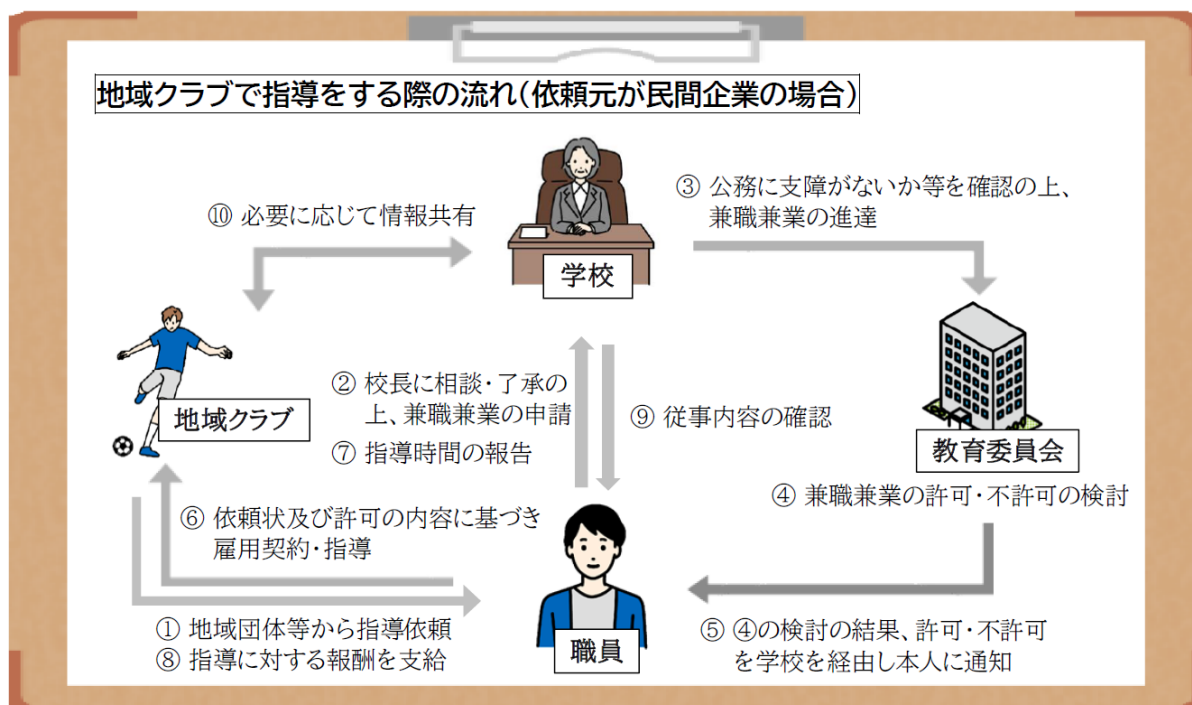 地域クラブで指導をする際の流れ(依頼元が民間企業の場合)
⑩ 必要に応じて情報共有
学校
③ 公務に支障がないか等を確認の上、
兼職兼業の進達
地域クラブ
② 校長に相談・了承の
上、兼職兼業の申請
⑦ 指導時間の報告
⑨ 従事内容の確認
教育委員会
④ 兼職兼業の許可・不許可の検討
⑥ 依頼状及び許可の内容に基づき
雇用契約・指導
① 地域団体等から指導依頼
⑧ 指導に対する報酬を支給
職員
⑤ ④の検討の結果、許可・不許可
を学校を経由し本人に通知